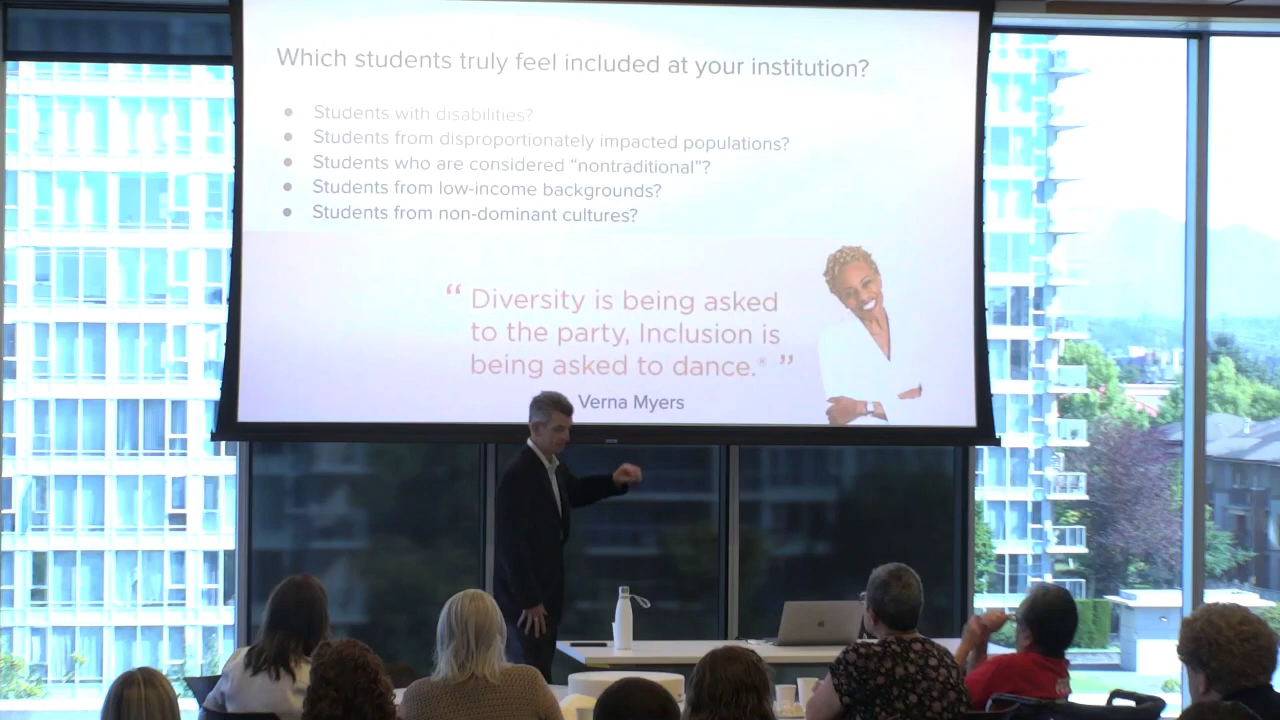 Which students truly feel included at your institution?
● Students with disabilities?
● Students from disproportionately impacted populations?
● Students who are considered “nontraditional”?
● Students from low-income backgrounds?
● Students from non-dominant cultures?
“ Diversity is being asked
to the party, Inclusion is
being asked to dance.® ”
Verna Myers